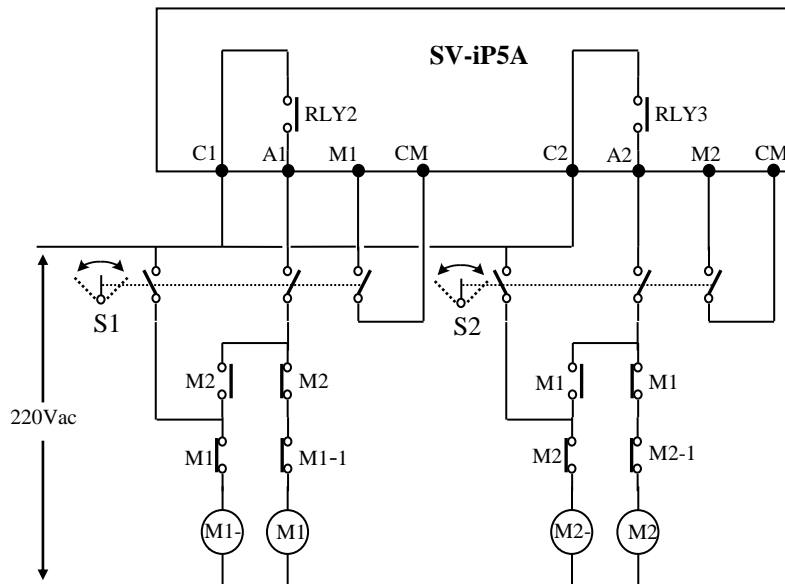 SV-iP5A
RLY2
RLY3
C1
A1
M1
CM
C2
A2
M2
CM
S1
S2
M2
M2
M1
M1
220Vac
M1
M1-1
M2
M2-1
M1-
M1
M2-
M2